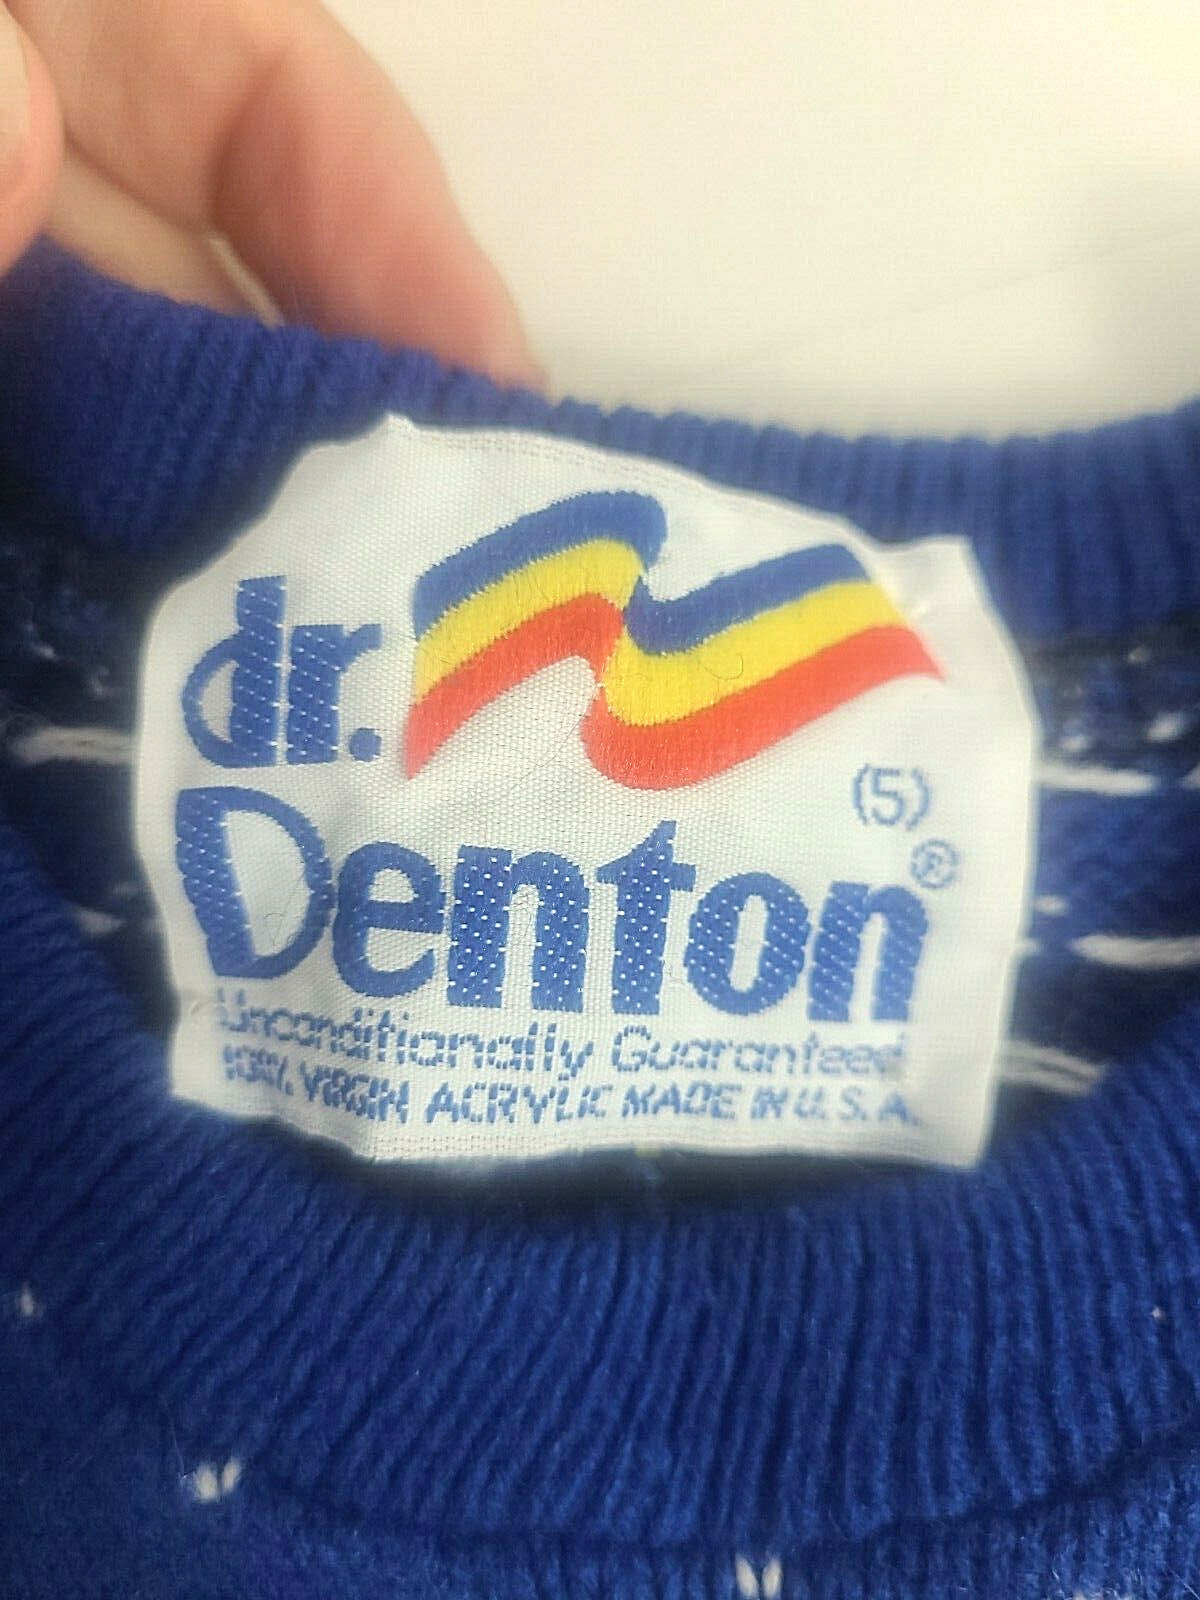 dr.
(5)
Denton®
Unconditionally Guaranteed
100% VIRGIN ACRYLIC MADE IN U.S.A.